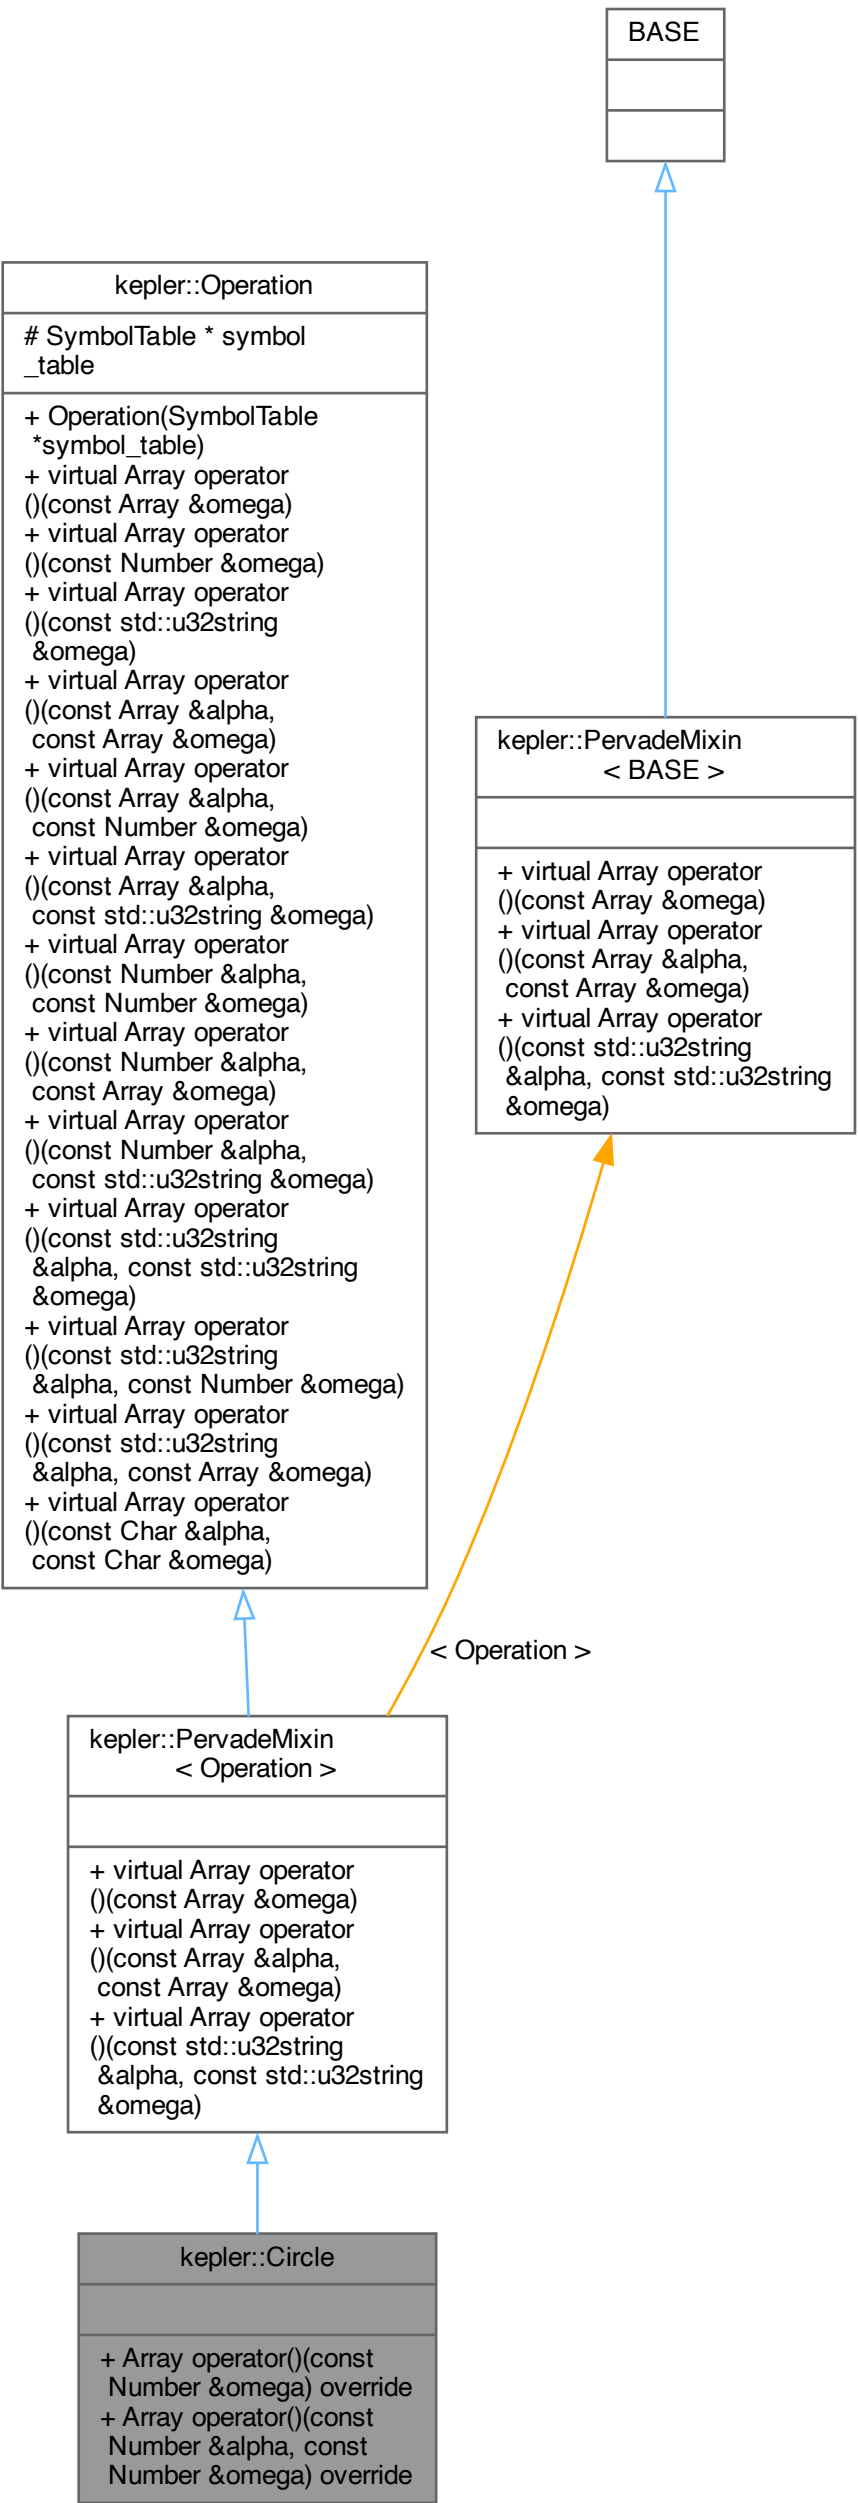 BASE
kepler::Operation
# SymbolTable * symbol
_table
+ Operation(SymbolTable
*symbol_table)
+ virtual Array operator
()(const Array &omega)
+ virtual Array operator
()(const Number &omega)
+ virtual Array operator
()(const std::u32string
&omega)
+ virtual Array operator
()(const Array &alpha,
const Array &omega)
+ virtual Array operator
()(const Array &alpha,
const Number &omega)
+ virtual Array operator
()(const Array &alpha,
const std::u32string &omega)
+ virtual Array operator
()(const Number &alpha,
const Number &omega)
+ virtual Array operator
()(const Number &alpha,
const Array &omega)
+ virtual Array operator
()(const Number &alpha,
const std::u32string &omega)
+ virtual Array operator
()(const std::u32string
&alpha, const std::u32string
&omega)
+ virtual Array operator
()(const std::u32string
&alpha, const Number &omega)
+ virtual Array operator
()(const std::u32string
&alpha, const Array &omega)
+ virtual Array operator
()(const Char &alpha,
const Char &omega)
kepler::PervadeMixin
< BASE >
+ virtual Array operator
()(const Array &omega)
+ virtual Array operator
()(const Array &alpha,
const Array &omega)
+ virtual Array operator
()(const std::u32string
&alpha, const std::u32string
&omega)
< Operation >
kepler::PervadeMixin
< Operation >
+ virtual Array operator
()(const Array &omega)
+ virtual Array operator
()(const Array &alpha,
const Array &omega)
+ virtual Array operator
()(const std::u32string
&alpha, const std::u32string
&omega)
kepler::Circle
+ Array operator()(const
Number &omega) override
+ Array operator()(const
Number &alpha, const
Number &omega) override